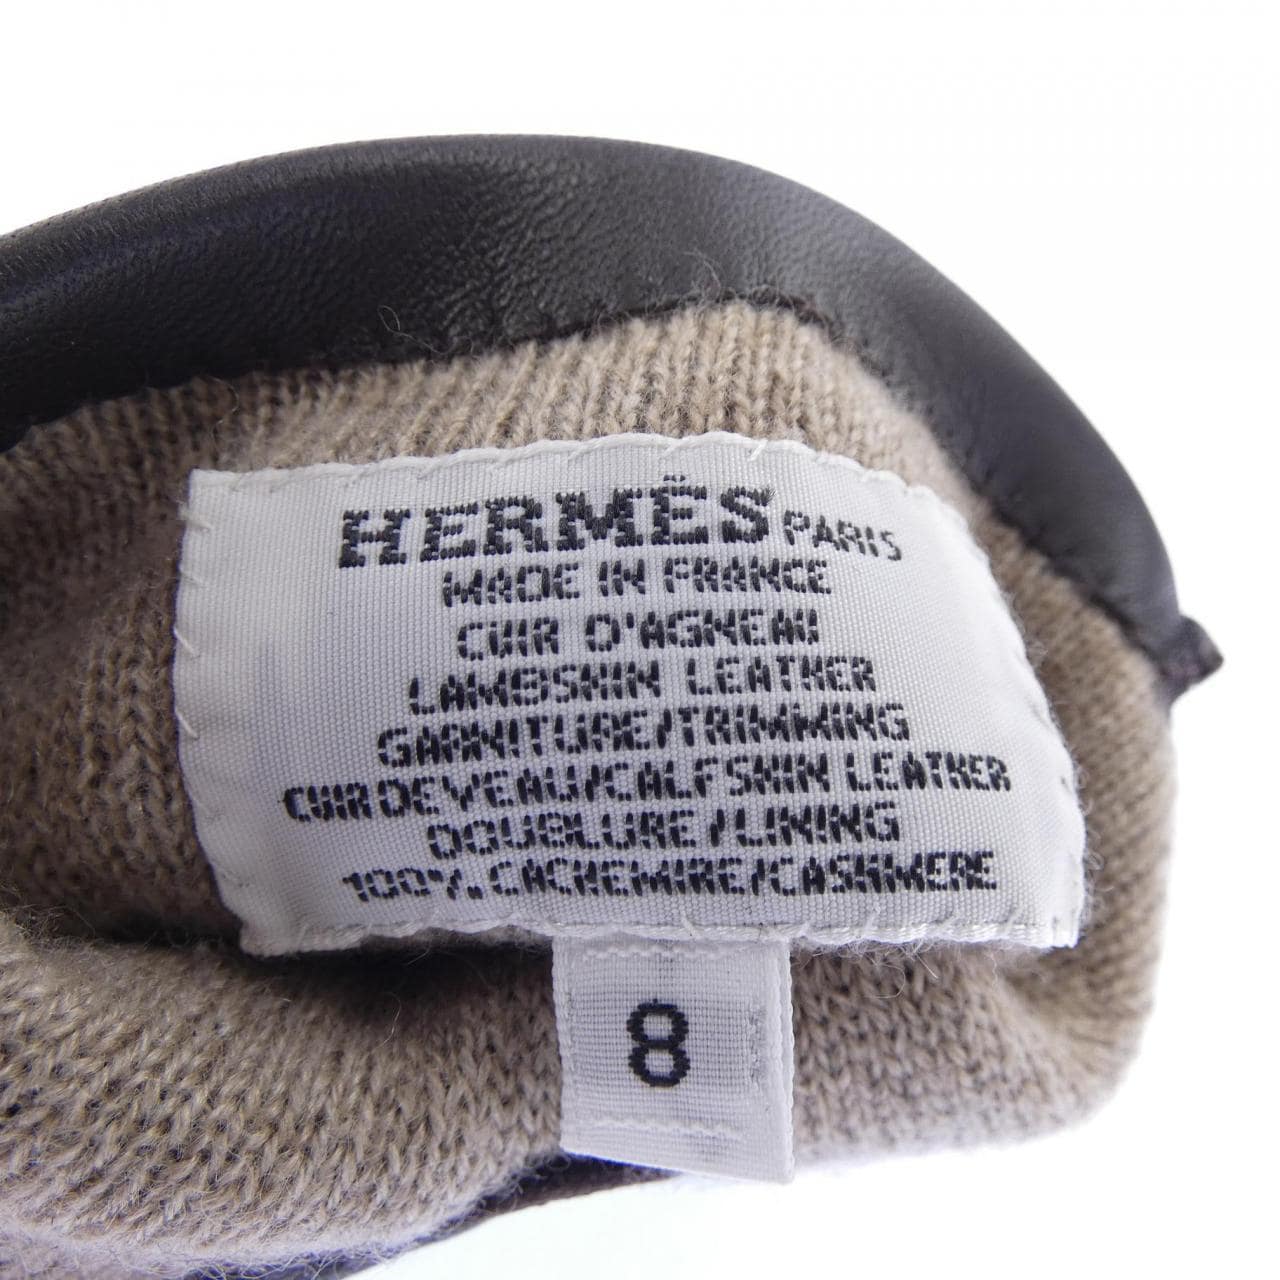 HERMÈS PARIS
MADE IN FRANCE
CUIR D'AGNEAU
LAMBSKIN LEATHER
GARNITURE/TRIMMING
CUIR DE VEAU/CALFSKIN LEATHER
DOUBLURE/LINING
100% CACHEMIRE/CASHMERE
8